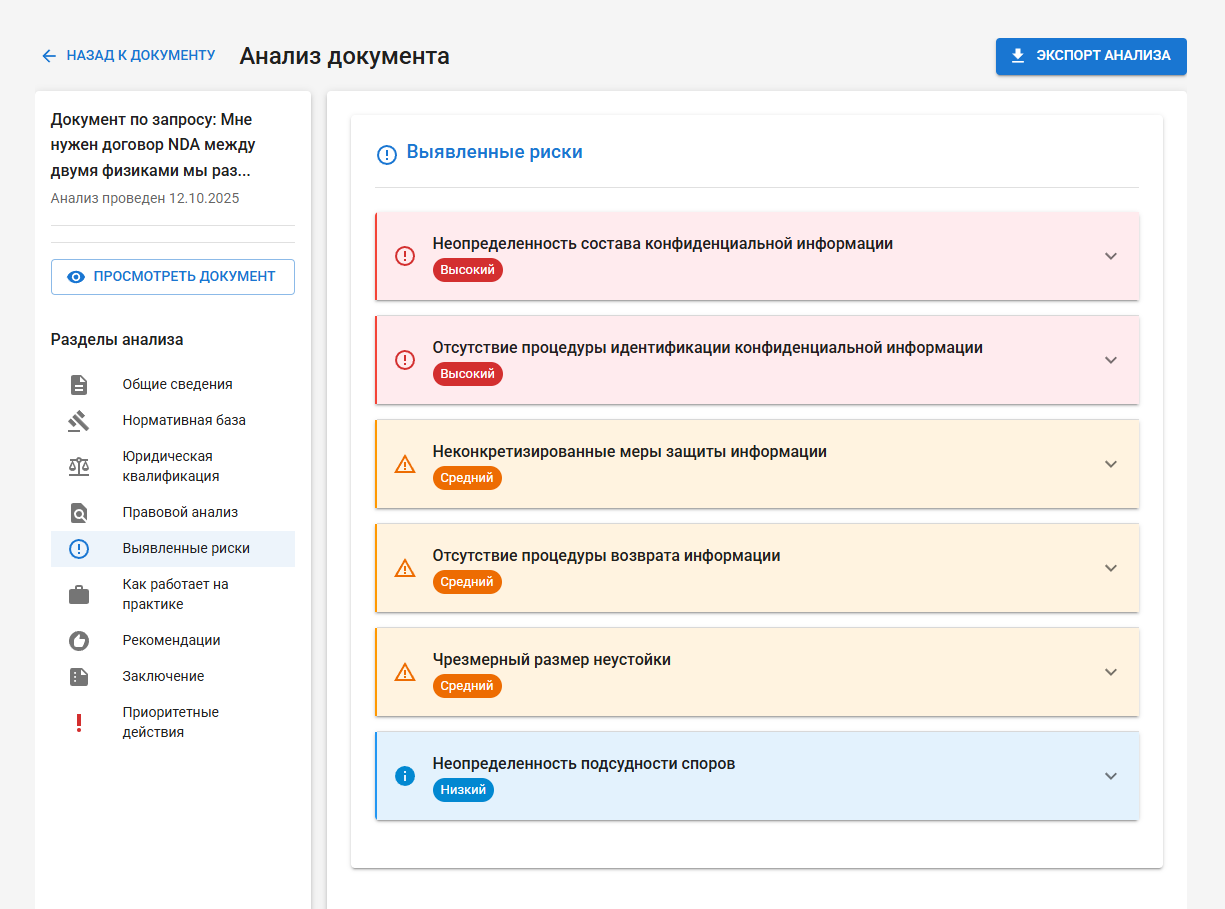 НАЗАД К ДОКУМЕНТУ
Анализ документа
ЭКСПОРТ АНАЛИЗА
Документ по запросу: Мне
нужен договор NDA между
двумя физиками мы раз...
Анализ проведен 12.10.2025
ПРОСМОТРЕТЬ ДОКУМЕНТ
Разделы анализа
Общие сведения
Нормативная база
Юридическая
квалификация
Правовой анализ
Выявленные риски
Как работает на
практике
Рекомендации
Заключение
Приоритетные
действия
Выявленные риски
Неопределенность состава конфиденциальной информации
Высокий
Отсутствие процедуры идентификации конфиденциальной информации
Высокий
Неконкретизированные меры защиты информации
Средний
Отсутствие процедуры возврата информации
Средний
Чрезмерный размер неустойки
Средний
Неопределенность подсудности споров
Низкий